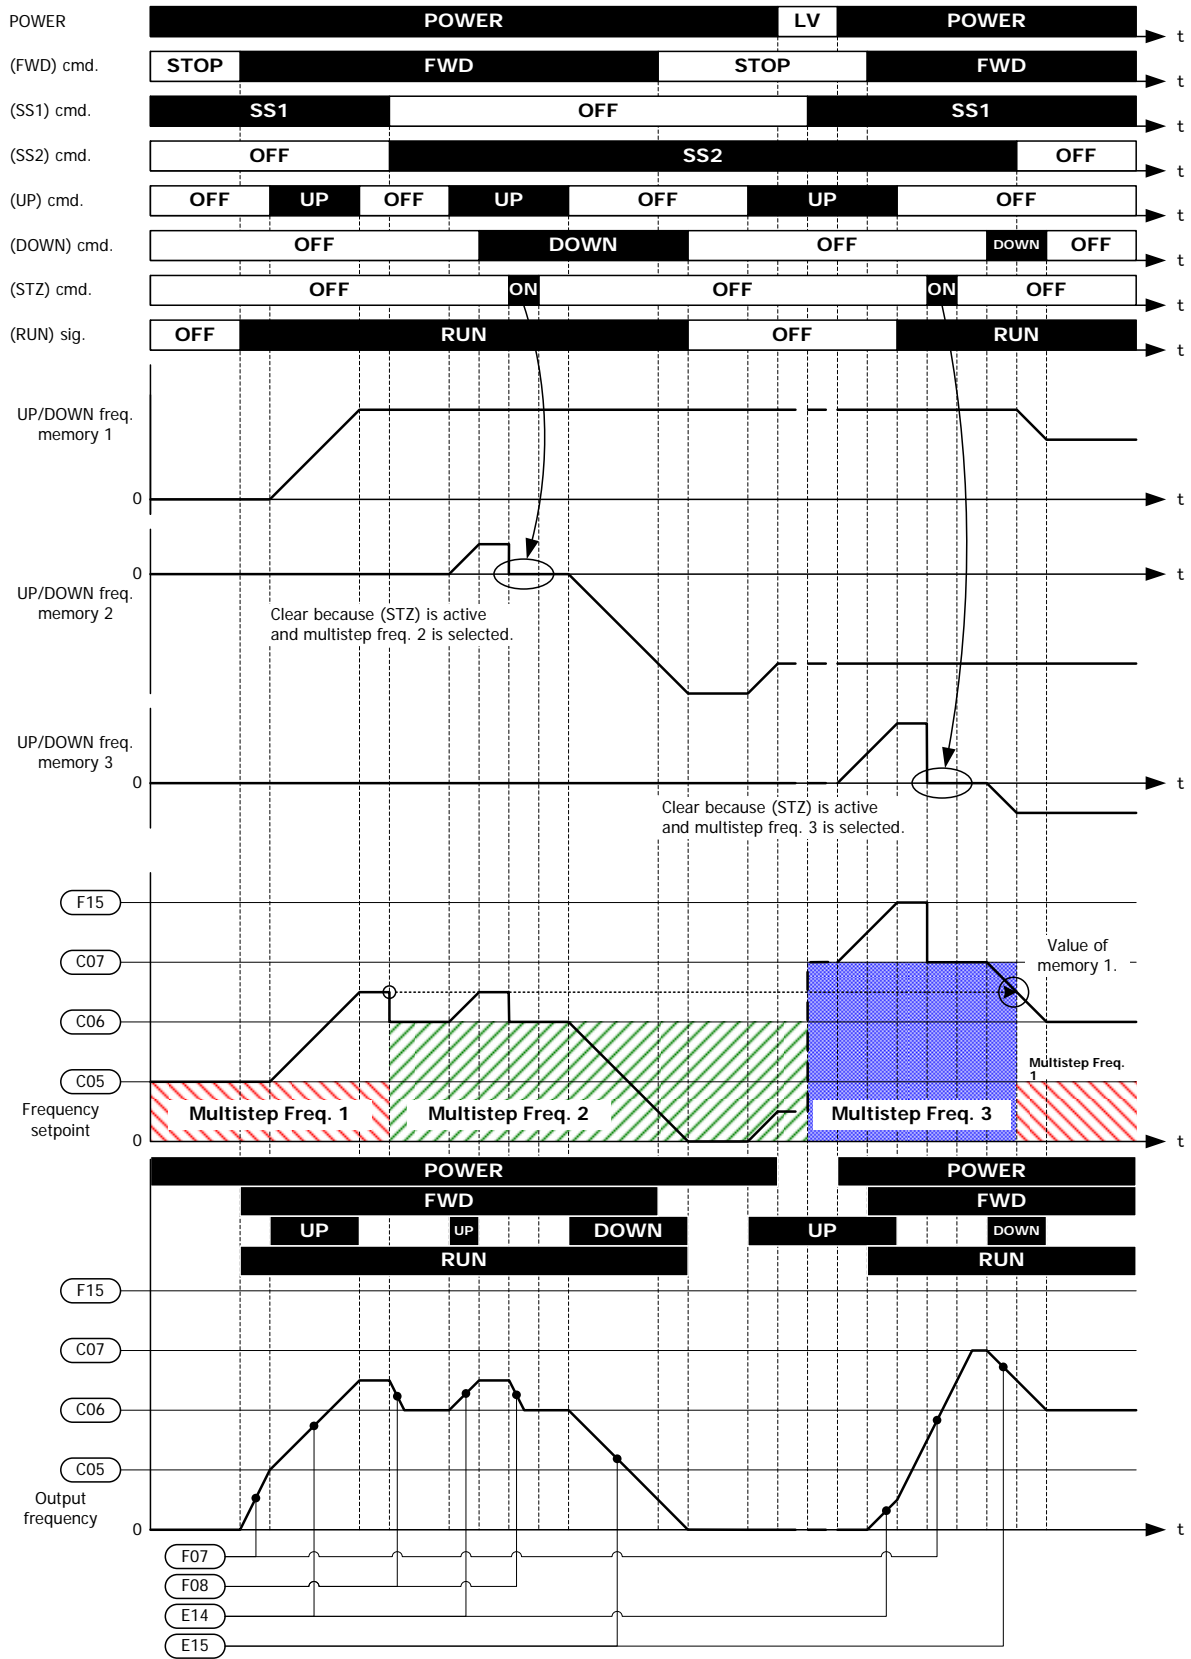 POWER POWER LV POWER t
(FWD) cmd. STOP FWD STOP FWD t
(SS1) cmd. SS1 OFF SS1 t
(SS2) cmd. OFF SS2 OFF t
(UP) cmd. OFF UP OFF UP OFF UP OFF t
(DOWN) cmd. OFF DOWN OFF DOWN OFF t
(STZ) cmd. OFF ON OFF ON OFF t
(RUN) sig. OFF RUN OFF RUN t
UP/DOWN freq.
memory 1
0 t
0 t
UP/DOWN freq.
memory 2
Clear because (STZ) is active
and multistep freq. 2 is selected.
UP/DOWN freq.
memory 3
0 t
Clear because (STZ) is active
and multistep freq. 3 is selected.
F15
Value of
memory 1.
C07
C06
C05
Multistep Freq.
1
Frequency
setpoint
Multistep Freq. 1 Multistep Freq. 2 Multistep Freq. 3
0 t
POWER POWER
FWD FWD
UP UP DOWN UP DOWN
RUN RUN
F15
C07
C06
C05
Output
frequency
0 t
F07
F08
E14
E15